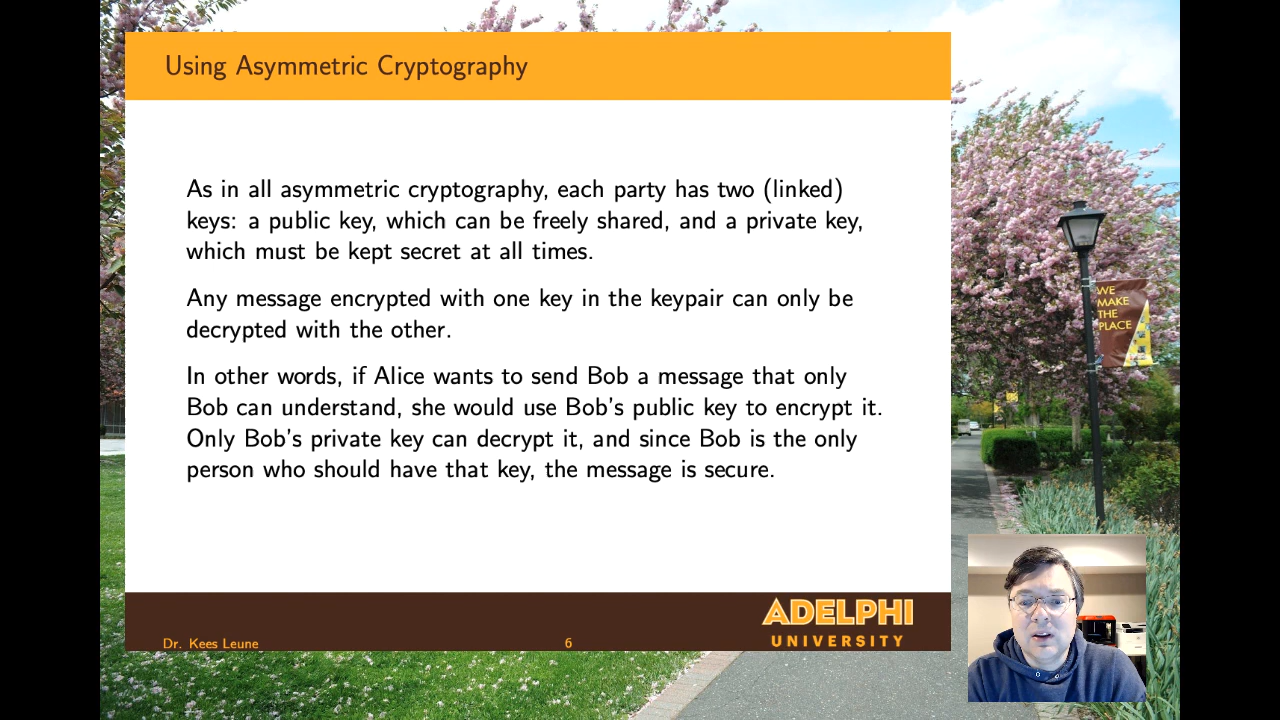 Using Asymmetric Cryptography
As in all asymmetric cryptography, each party has two (linked)
keys: a public key, which can be freely shared, and a private key,
which must be kept secret at all times.
Any message encrypted with one key in the keypair can only be
decrypted with the other.
In other words, if Alice wants to send Bob a message that only
Bob can understand, she would use Bob's public key to encrypt it.
Only Bob's private key can decrypt it, and since Bob is the only
person who should have that key, the message is secure.
WE
MAKE
THE
PLACE
Dr. Kees Leune
6
ADELPHI
UNIVERSITY